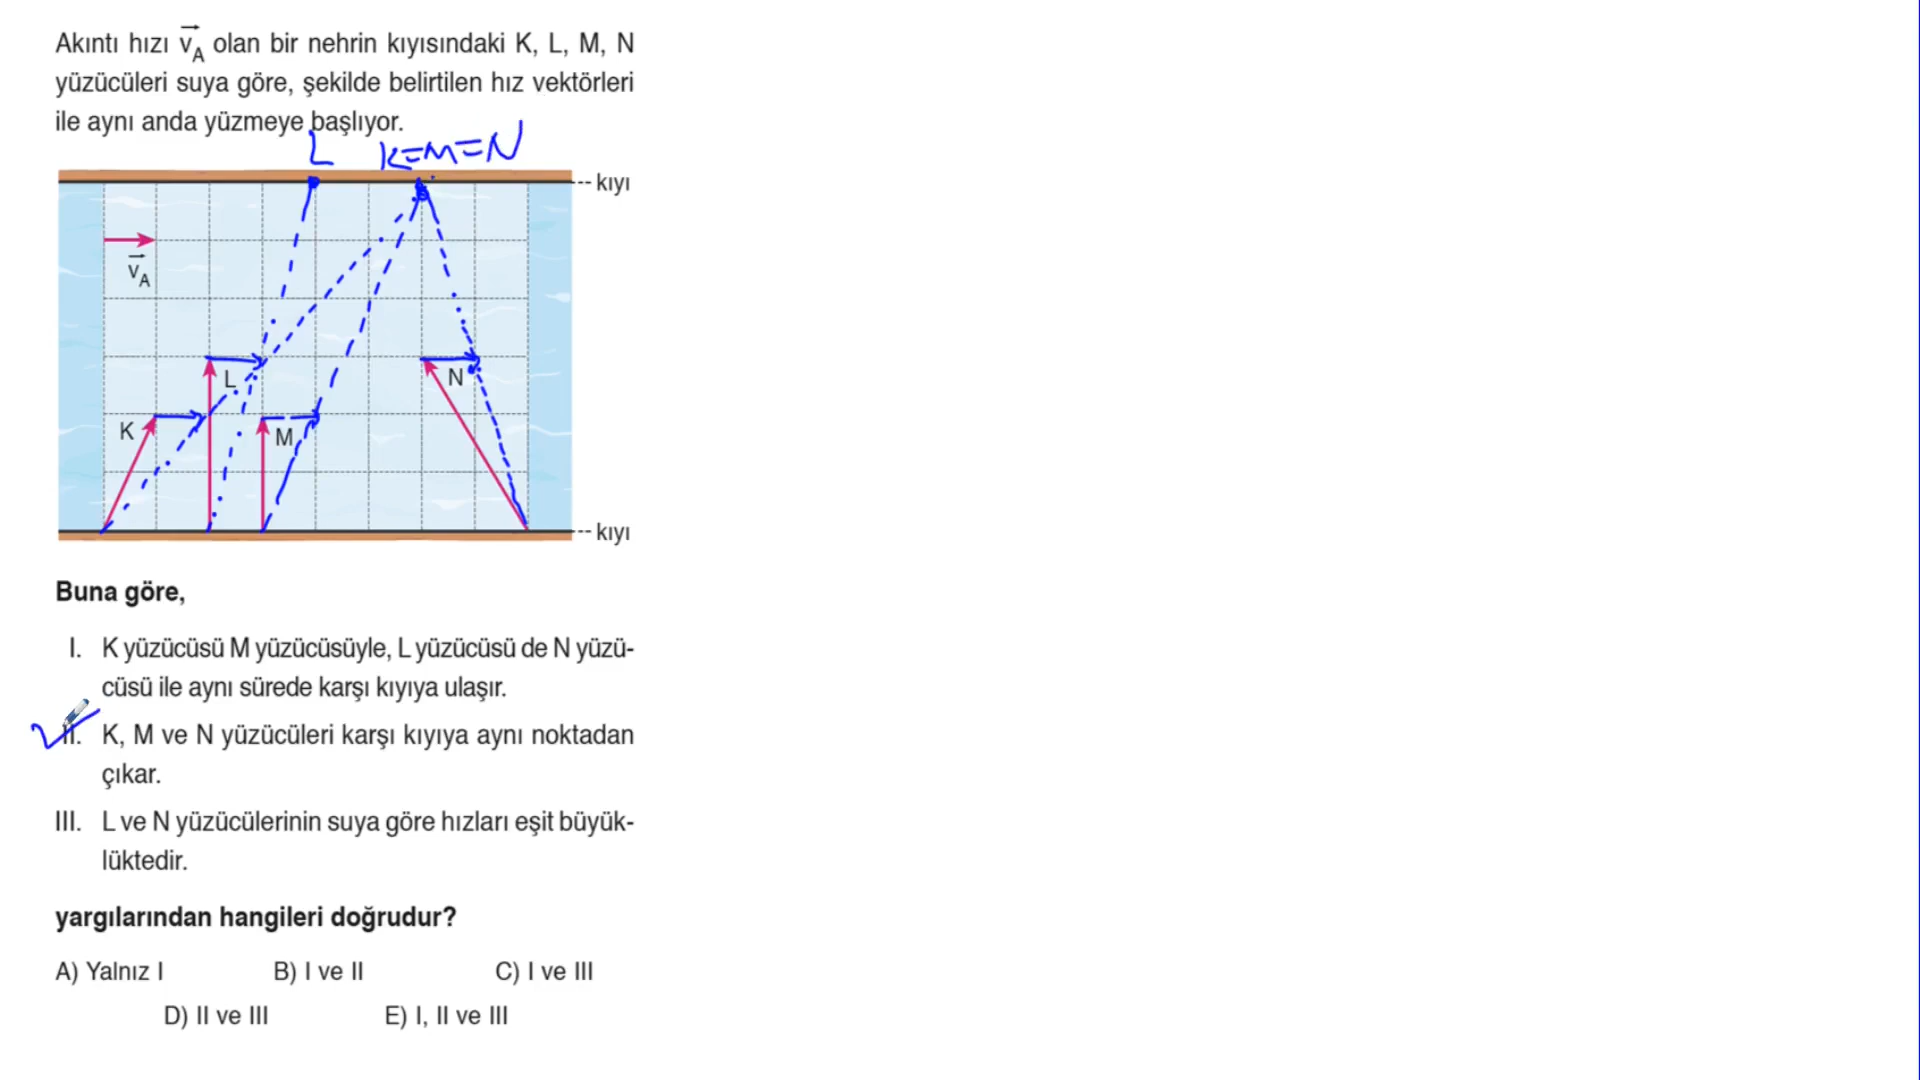 Akıntı hızı v⃗A olan bir nehrin kıyısındaki K, L, M, N
yüzücüleri suya göre, şekilde belirtilen hız vektörleri
ile aynı anda yüzmeye başlıyor.
L K=M=N
kıyı
v⃗A
L
N
K
M
kıyı
Buna göre,
I. K yüzücüsü M yüzücüsüyle, L yüzücüsü de N yüzü-
cüsü ile aynı sürede karşı kıyıya ulaşır.
II. K, M ve N yüzücüleri karşı kıyıya aynı noktadan
çıkar.
III. L ve N yüzücülerinin suya göre hızları eşit büyük-
lüktedir.
yargılarından hangileri doğrudur?
A) Yalnız I B) I ve II C) I ve III
D) II ve III E) I, II ve III